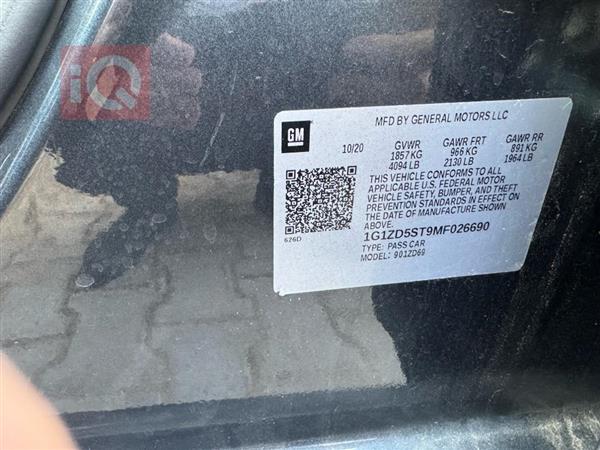 iQ
GM
MFD BY GENERAL MOTORS LLC
10/20 GVWR GAWR FRT GAWR RR
1857 KG 966 KG 891 KG
4094 LB 2130 LB 1964 LB
THIS VEHICLE CONFORMS TO ALL
APPLICABLE U.S. FEDERAL MOTOR
VEHICLE SAFETY, BUMPER, AND THEFT
PREVENTION STANDARDS IN EFFECT ON
THE DATE OF MANUFACTURE SHOWN
ABOVE.
626D
1G1ZD5ST9MF026690
TYPE: PASS CAR
MODEL: 901ZD69